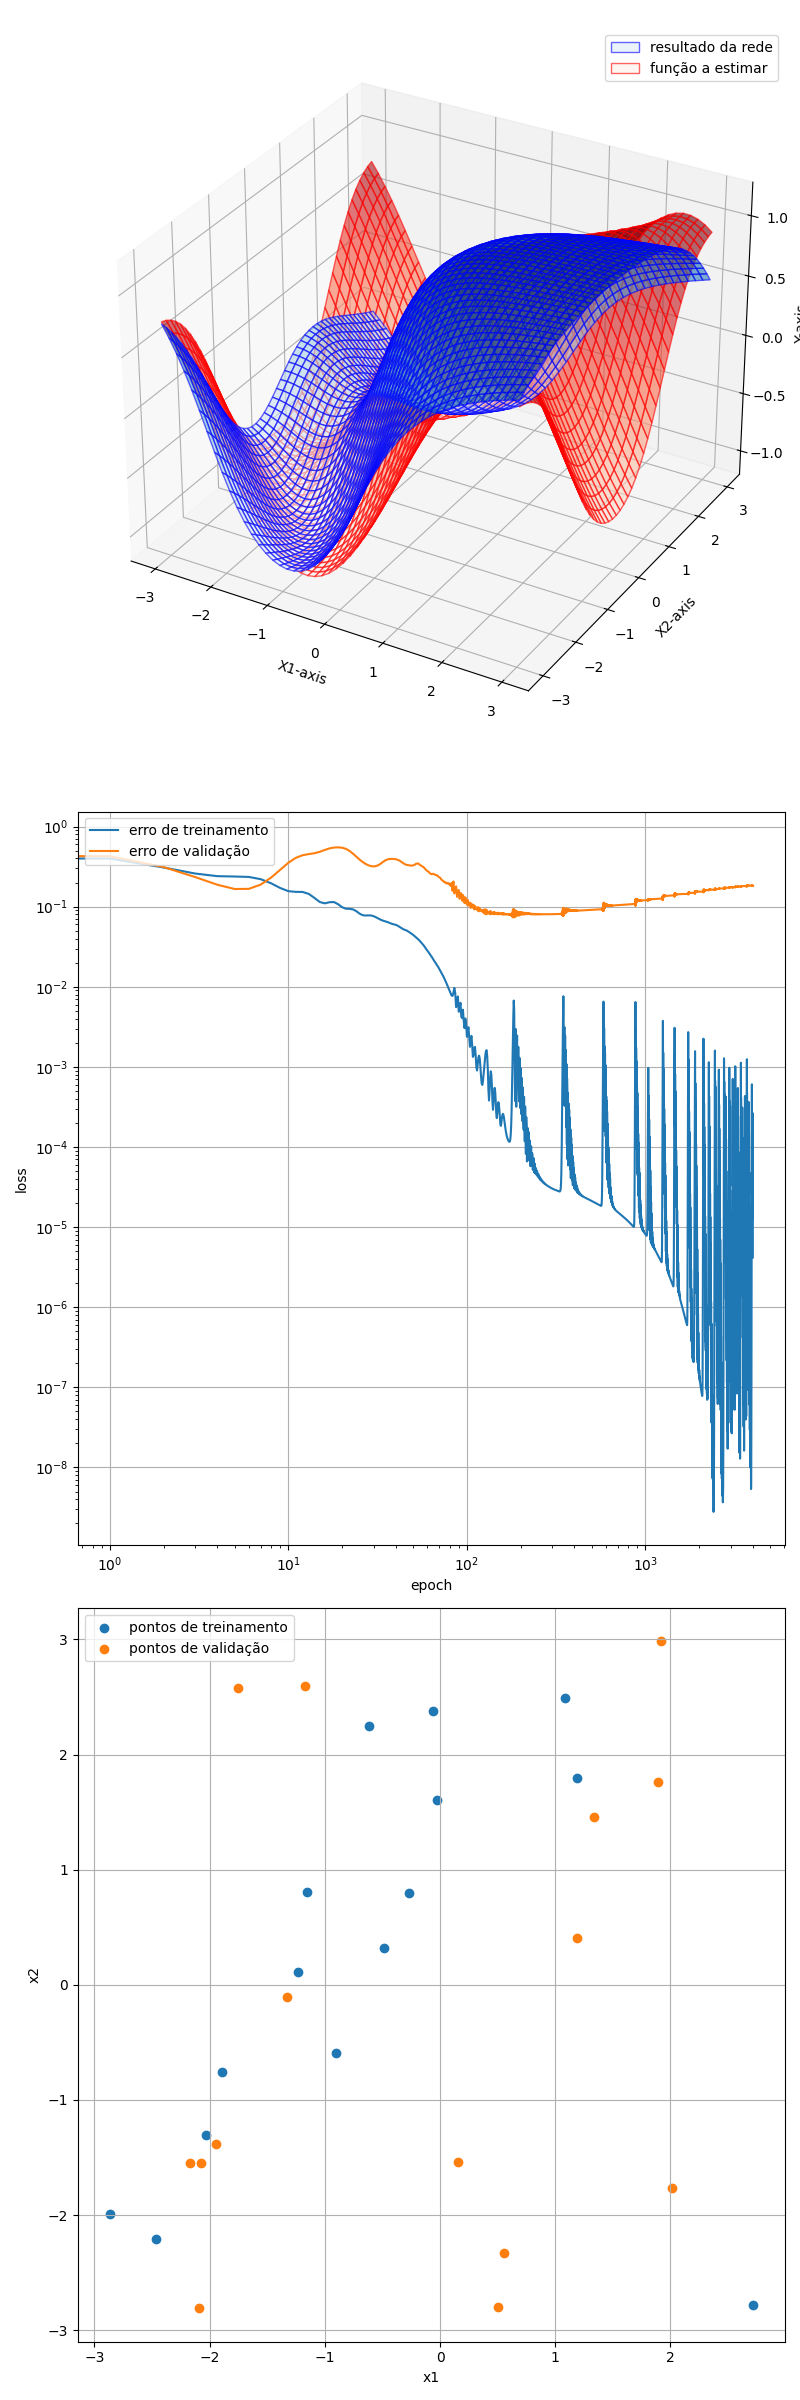 resultado da rede
função a estimar
1.0
0.5
0.0
−0.5
−1.0
3
2
1
0
−1
−2
−3
X2-axis
−3
−2
−1
0
1
2
3
X1-axis
erro de treinamento
erro de validação
10⁰
10⁻¹
10⁻²
10⁻³
10⁻⁴
10⁻⁵
10⁻⁶
10⁻⁷
10⁻⁸
loss
10⁰ 10¹ 10² 10³
epoch
pontos de treinamento
pontos de validação
3
2
1
0
−1
−2
−3
x2
−3 −2 −1 0 1 2
x1